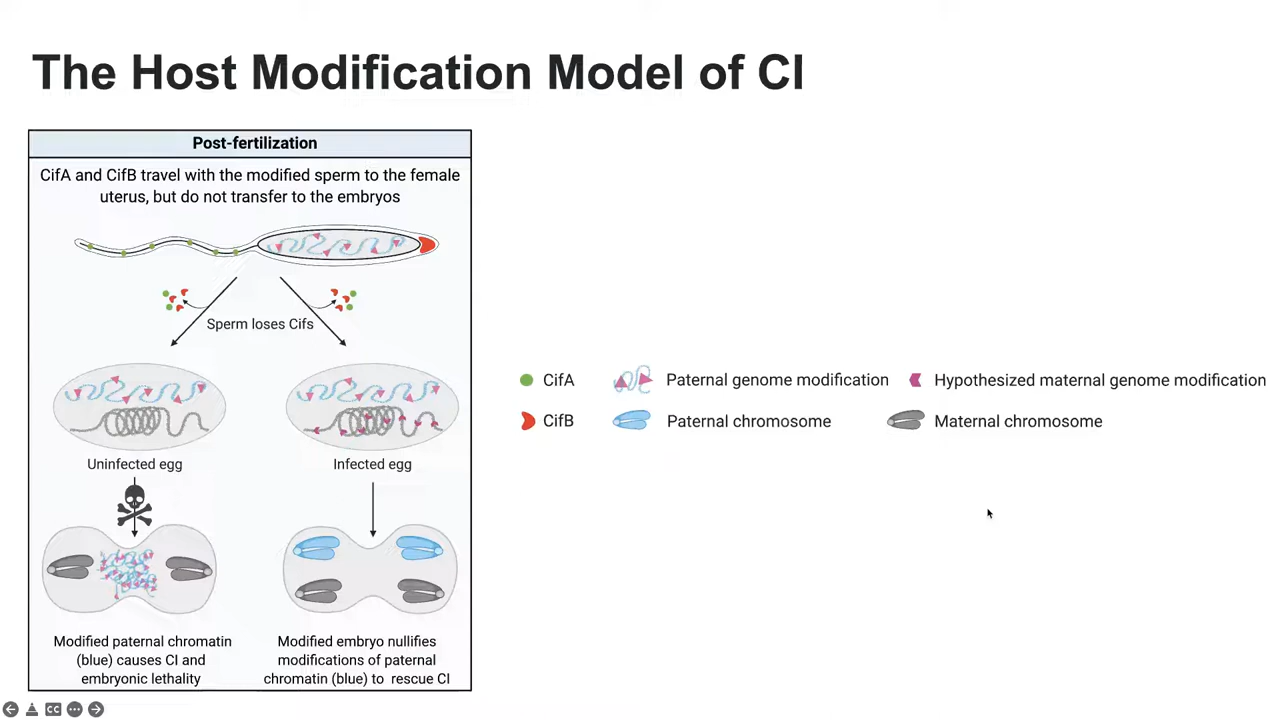 The Host Modification Model of CI
Post-fertilization
CifA and CifB travel with the modified sperm to the female
uterus, but do not transfer to the embryos
Sperm loses Cifs
Uninfected egg
Infected egg
Modified paternal chromatin
(blue) causes CI and
embryonic lethality
Modified embryo nullifies
modifications of paternal
chromatin (blue) to rescue CI
CifA
Paternal genome modification
Hypothesized maternal genome modification
CifB
Paternal chromosome
Maternal chromosome
CC